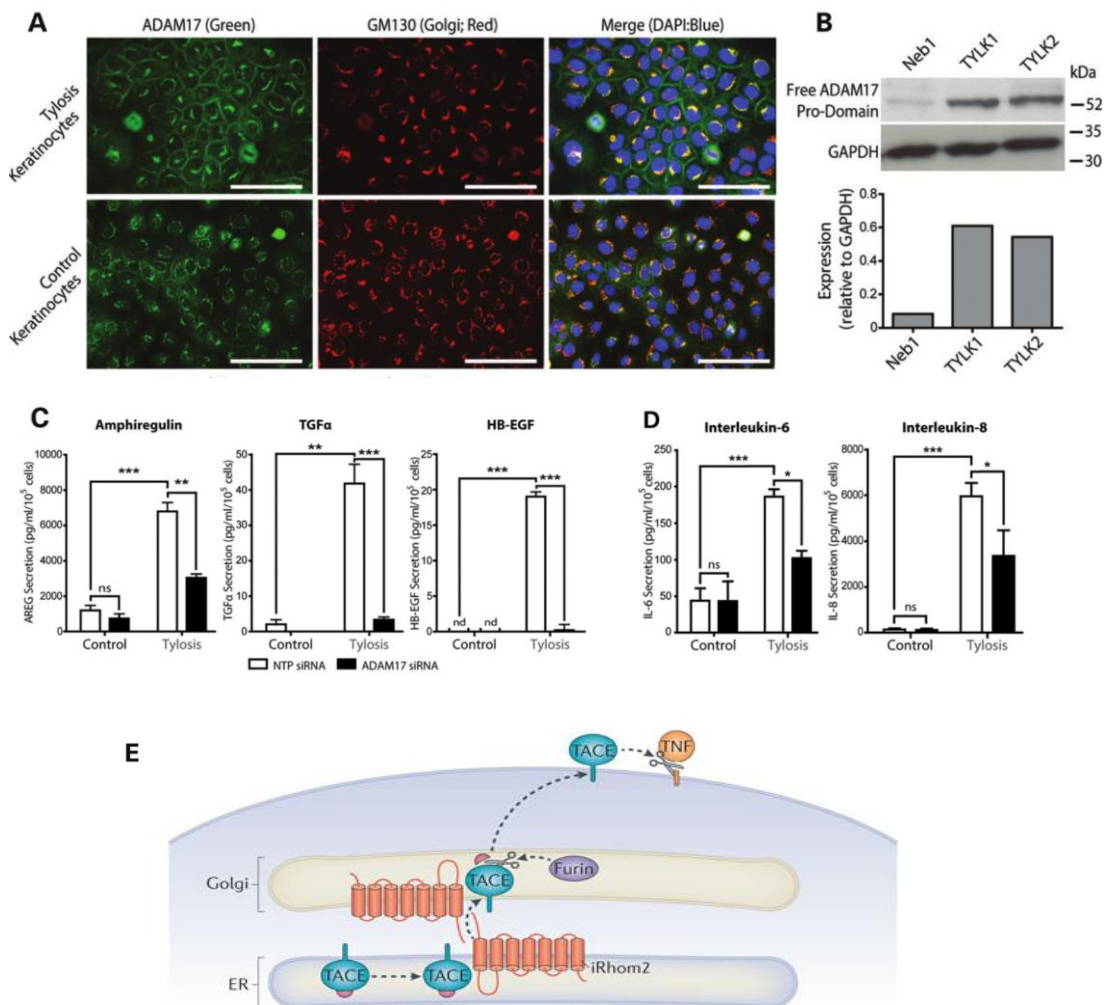 A
ADAM17 (Green)
GM130 (Golgi; Red)
Merge (DAPI:Blue)
Tylosis
Keratinocytes
Control
Keratinocytes
B
Neb1
TYLK1
TYLK2
kDa
Free ADAM17
Pro-Domain
52
35
GAPDH
30
Expression
(relative to GAPDH)
0.8
0.6
0.4
0.2
0
Neb1
TYLK1
TYLK2
C
Amphiregulin
AREG Secretion (pg/ml/10⁵ cells)
10000
8000
6000
4000
2000
0
***
**
ns
Control
Tylosis
TGFα
TGFα Secretion (pg/ml/10⁵ cells)
50
40
30
20
10
0
**
***
Control
Tylosis
HB-EGF
HB-EGF Secretion (pg/ml/10⁵ cells)
25
20
15
10
5
0
***
***
nd
nd
Control
Tylosis
NTP siRNA
ADAM17 siRNA
D
Interleukin-6
IL-6 Secretion (pg/ml/10⁵ cells)
250
200
150
100
50
0
***
*
ns
Control
Tylosis
Interleukin-8
IL-8 Secretion (pg/ml/10⁵ cells)
8000
6000
4000
2000
0
***
*
ns
Control
Tylosis
E
TACE
TNF
Golgi
TACE
Furin
iRhom2
ER
TACE
TACE